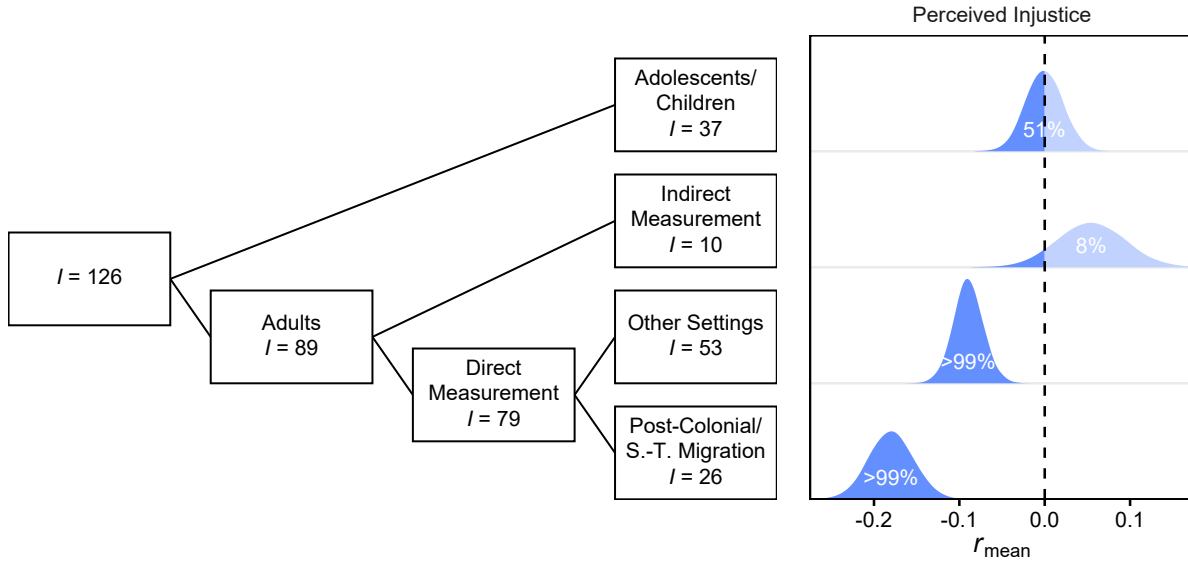 Perceived Injustice
Adolescents/
Children
I = 37
51%
Indirect
Measurement
I = 10
8%
I = 126
Adults
I = 89
Other Settings
I = 53
>99%
Direct
Measurement
I = 79
Post-Colonial/
S.-T. Migration
I = 26
>99%
-0.2 -0.1 0.0 0.1
r mean